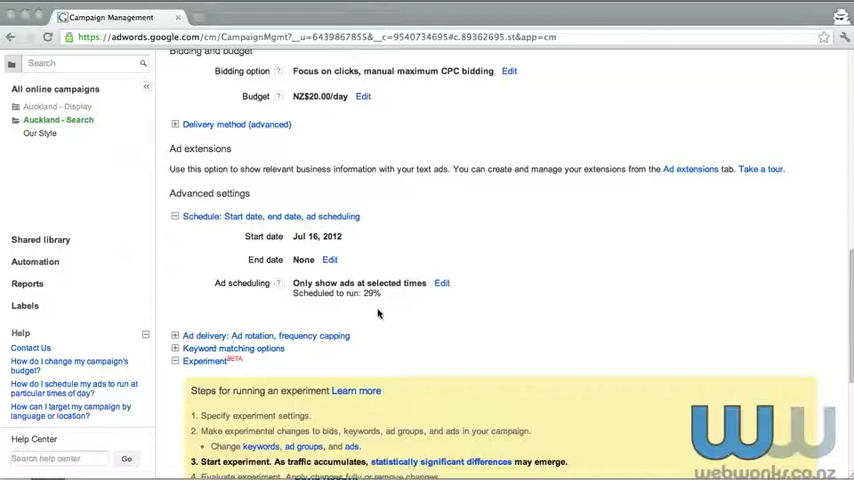 Campaign Management
https://adwords.google.com/cm/CampaignMgmt?__u=6439867855&__c=9540734695#c.89362695.st&app=cm
Search
All online campaigns
Auckland - Display
Auckland - Search
Our Style
Shared library
Automation
Reports
Labels
Help
Contact Us
How do I change my campaign's
budget?
How do I schedule my ads to run at
particular times of day?
How can I target my campaign by
language or location?
Help Center
Search help center
Go
Bidding and budget
Bidding option ? Focus on clicks, manual maximum CPC bidding Edit
Budget ? NZ$20.00/day Edit
Delivery method (advanced)
Ad extensions
Use this option to show relevant business information with your text ads. You can create and manage your extensions from the Ad extensions tab. Take a tour.
Advanced settings
Schedule: Start date, end date, ad scheduling
Start date Jul 16, 2012
End date None Edit
Ad scheduling ? Only show ads at selected times Edit
Scheduled to run: 29%
Ad delivery: Ad rotation, frequency capping
Keyword matching options
Experiment BETA
Steps for running an experiment Learn more
1. Specify experiment settings.
2. Make experimental changes to bids, keywords, ad groups, and ads in your campaign.
• Change keywords, ad groups, and ads.
3. Start experiment. As traffic accumulates, statistically significant differences may emerge.
4. Evaluate experiment. Apply changes fully or remove changes.
webwonks.co.nz